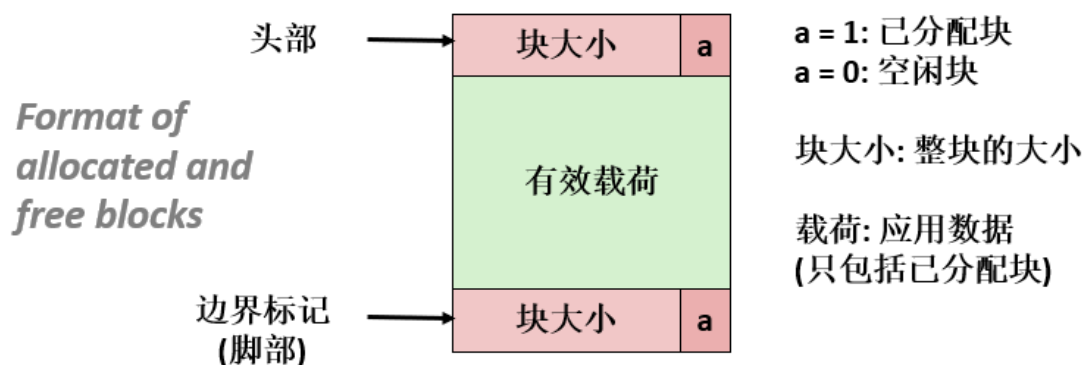 头部
块大小
a
a = 1: 已分配块
a = 0: 空闲块
Format of
allocated and
free blocks
有效载荷
块大小: 整块的大小
载荷: 应用数据
(只包括已分配块)
边界标记
(脚部)
块大小
a